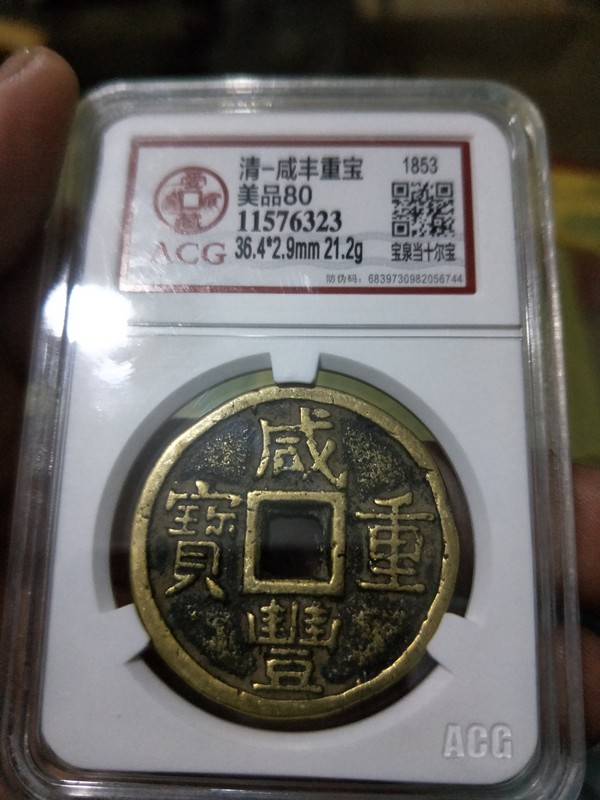 清-咸丰重宝
1853
美品80
11576323
ACG
36.4*2.9mm 21.2g
宝泉当十尔宝
防伪码：6839730982056744
咸
寶 重
豐
ACG